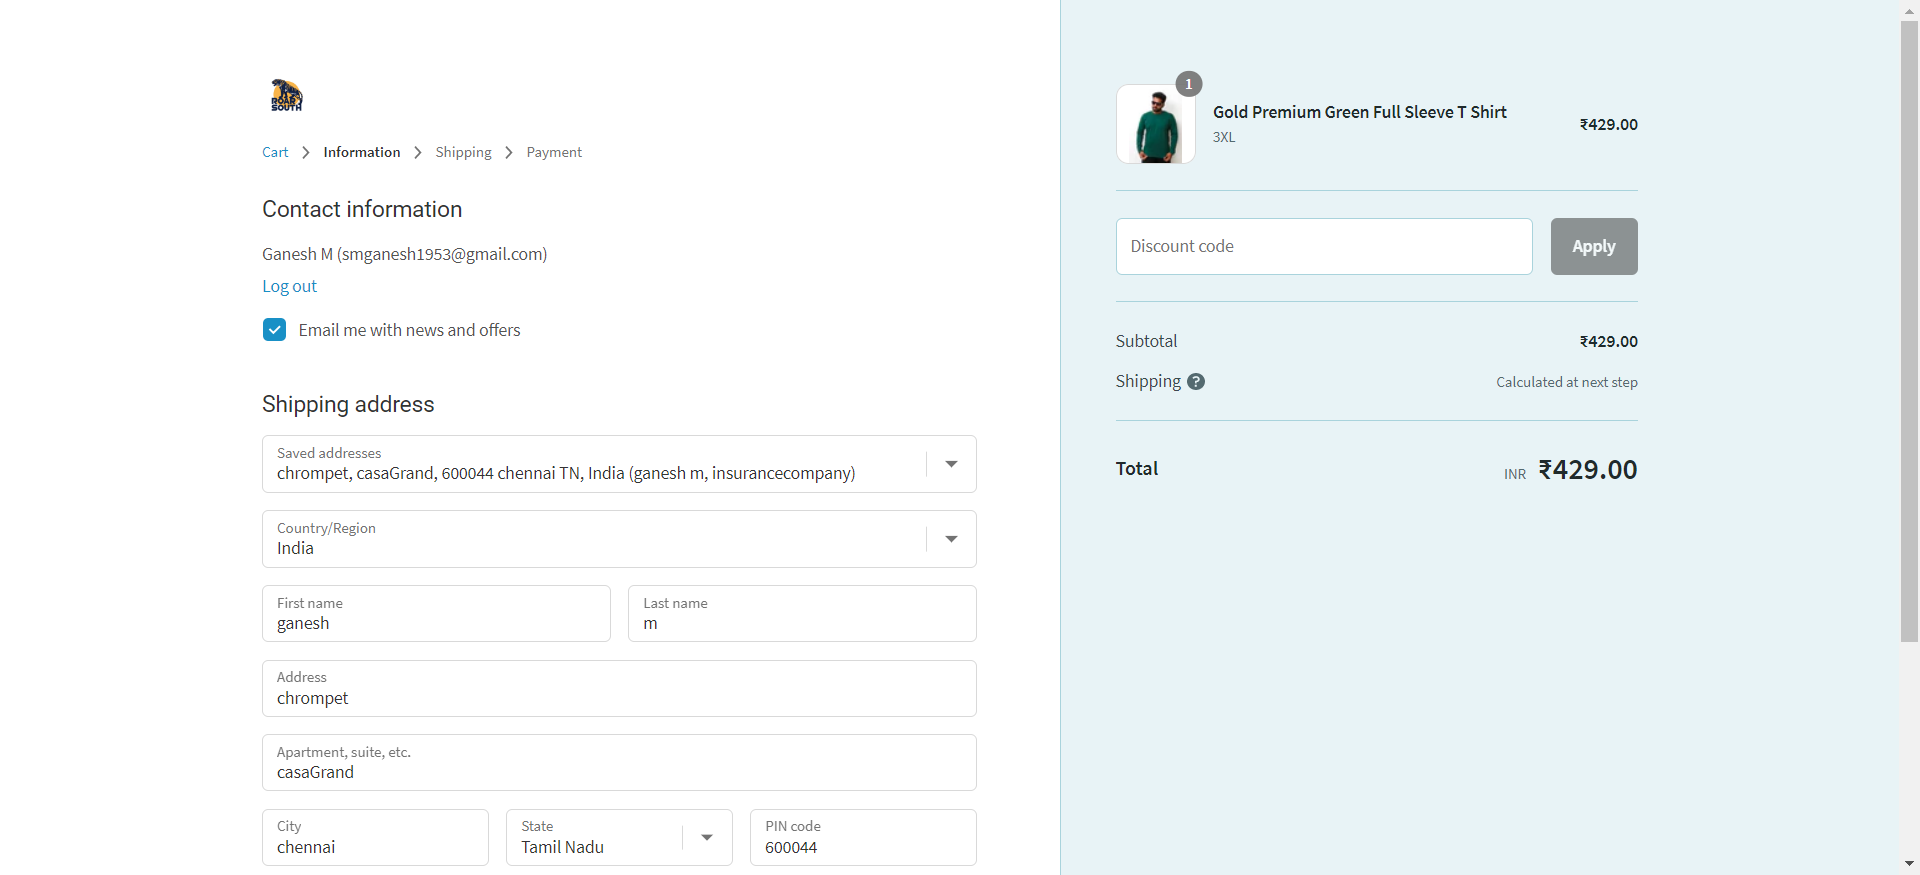 ROAR
SOUTH
Cart > Information > Shipping > Payment
Contact information
Ganesh M (smganesh1953@gmail.com)
Log out
Email me with news and offers
Shipping address
Saved addresses
chrompet, casaGrand, 600044 chennai TN, India (ganesh m, insurancecompany)
Country/Region
India
First name
ganesh
Last name
m
Address
chrompet
Apartment, suite, etc.
casaGrand
City
chennai
State
Tamil Nadu
PIN code
600044
1
Gold Premium Green Full Sleeve T Shirt
3XL
₹429.00
Discount code
Apply
Subtotal ₹429.00
Shipping ? Calculated at next step
Total INR ₹429.00